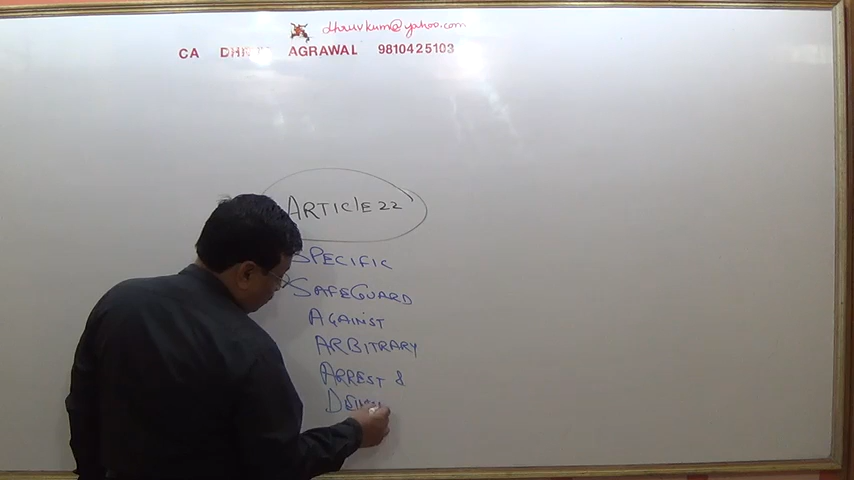 dhruvkum@yahoo.com
CA AGRAWAL 9810425103
ARTICLE 22
SPECIFIC
SAFEGUARD
AGAINST
ARBITRARY
ARREST &